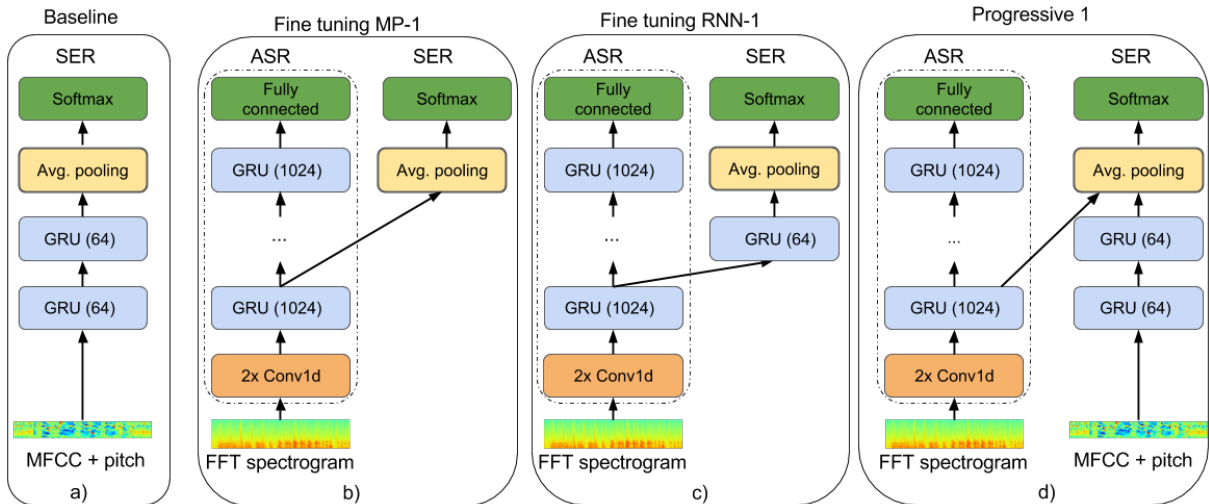 Baseline
SER
Softmax
Avg. pooling
GRU (64)
GRU (64)
MFCC + pitch
a)
Fine tuning MP-1
ASR
SER
Fully
connected
Softmax
GRU (1024)
Avg. pooling
...
GRU (1024)
2x Conv1d
FFT spectrogram
b)
Fine tuning RNN-1
ASR
SER
Fully
connected
Softmax
GRU (1024)
Avg. pooling
...
GRU (64)
GRU (1024)
2x Conv1d
FFT spectrogram
c)
Progressive 1
ASR
SER
Fully
connected
Softmax
GRU (1024)
Avg. pooling
...
GRU (64)
GRU (1024)
GRU (64)
2x Conv1d
FFT spectrogram
MFCC + pitch
d)